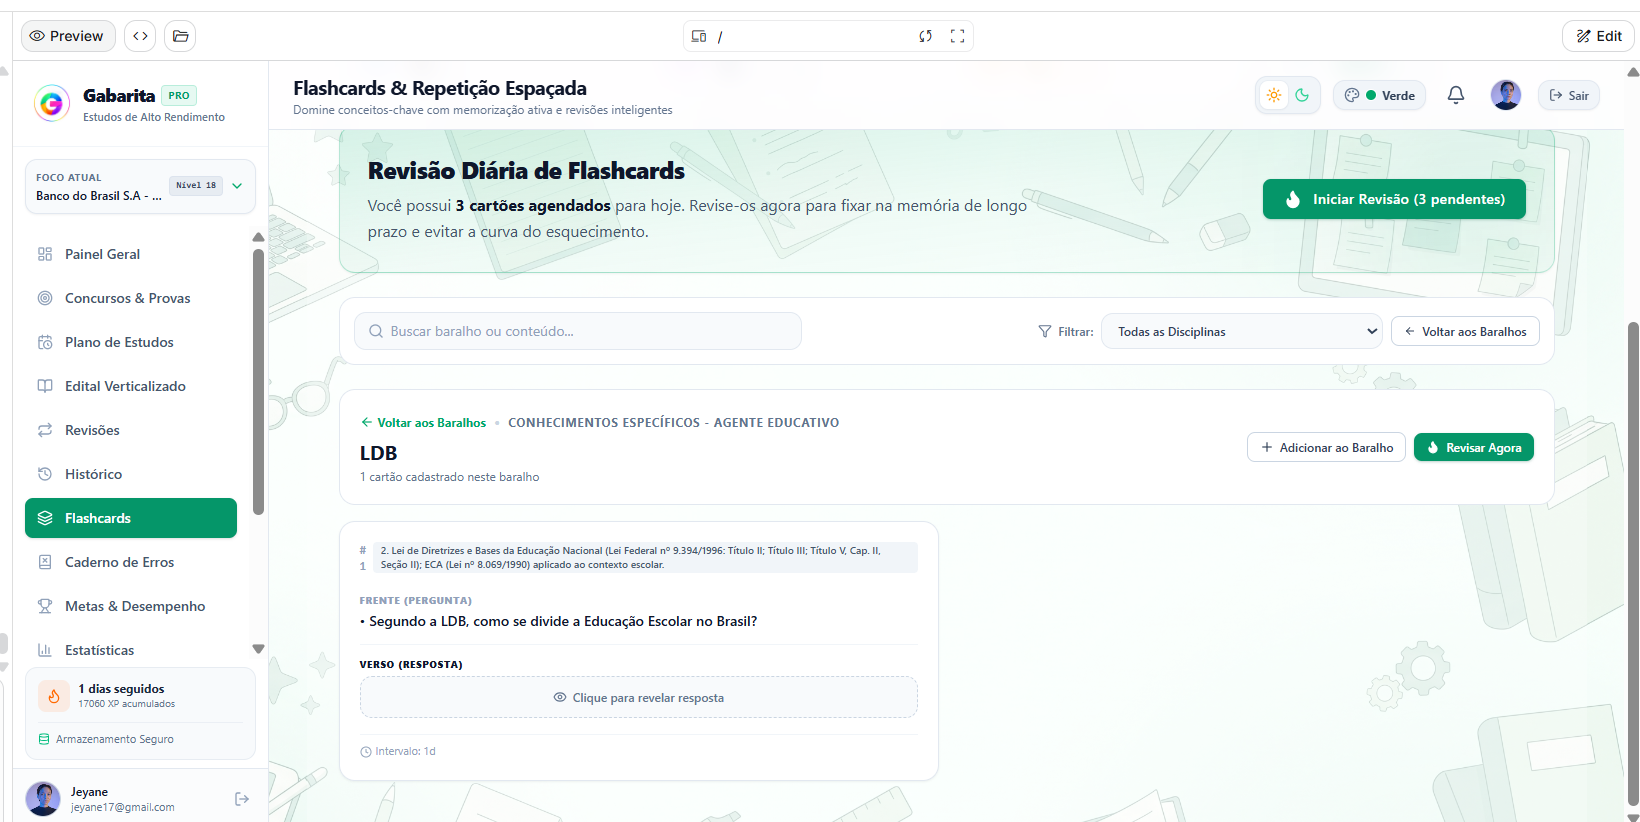 Preview
/
Edit
Gabarita PRO
Estudos de Alto Rendimento
FOCO ATUAL
Banco do Brasil S.A - ...
Nível 18
Painel Geral
Concursos & Provas
Plano de Estudos
Edital Verticalizado
Revisões
Histórico
Flashcards
Caderno de Erros
Metas & Desempenho
Estatísticas
1 dias seguidos
17060 XP acumulados
Armazenamento Seguro
Jeyane
jeyane17@gmail.com
Flashcards & Repetição Espaçada
Domine conceitos-chave com memorização ativa e revisões inteligentes
Verde
Sair
Revisão Diária de Flashcards
Você possui 3 cartões agendados para hoje. Revise-os agora para fixar na memória de longo
prazo e evitar a curva do esquecimento.
Iniciar Revisão (3 pendentes)
Buscar baralho ou conteúdo...
Filtrar:
Todas as Disciplinas
← Voltar aos Baralhos
← Voltar aos Baralhos • CONHECIMENTOS ESPECÍFICOS - AGENTE EDUCATIVO
LDB
1 cartão cadastrado neste baralho
+ Adicionar ao Baralho
Revisar Agora
# 1
2. Lei de Diretrizes e Bases da Educação Nacional (Lei Federal nº 9.394/1996: Título II; Título III; Título V, Cap. II,
Seção II); ECA (Lei nº 8.069/1990) aplicado ao contexto escolar.
FRENTE (PERGUNTA)
• Segundo a LDB, como se divide a Educação Escolar no Brasil?
VERSO (RESPOSTA)
Clique para revelar resposta
Intervalo: 1d